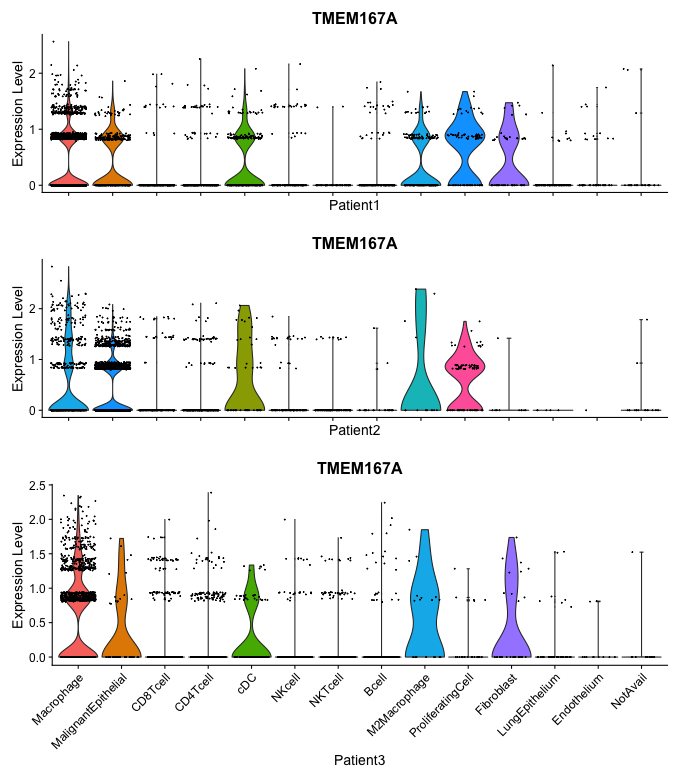 TMEM167A
Expression Level
2
1
0
Patient1
TMEM167A
Expression Level
2
1
0
Patient2
TMEM167A
Expression Level
2.5
2.0
1.5
1.0
0.5
0.0
Macrophage
MalignantEpithelial
CD8Tcell
CD4Tcell
cDC
NKcell
NKTcell
Bcell
M2Macrophage
ProliferatingCell
Fibroblast
LungEpithelium
Endothelium
NotAvail
Patient3